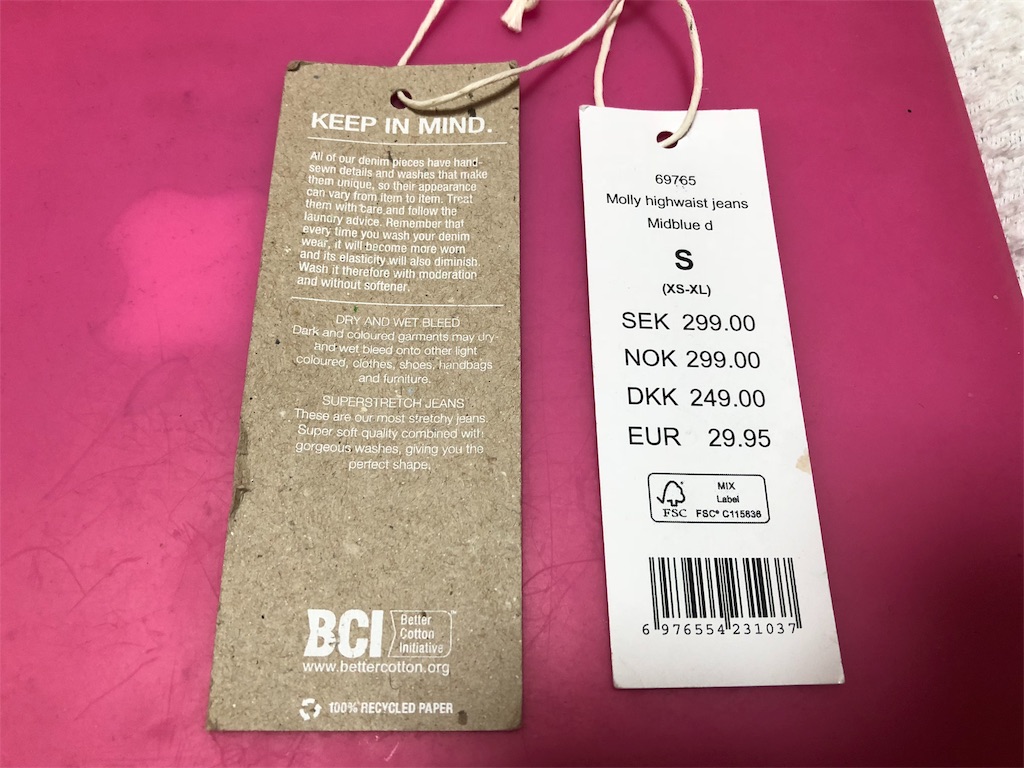 KEEP IN MIND.
All of our denim pieces have hand-
sewn details and washes that make
them unique, so their appearance
can vary from item to item. Treat
them with care and follow the
laundry advice. Remember that
every time you wash your denim
wear, it will become more worn
and its elasticity will also diminish.
Wash it therefore with moderation
and without softener.
DRY AND WET BLEED
Dark and coloured garments may dry-
and wet bleed onto other light
coloured, clothes, shoes, handbags
and furniture.
SUPERSTRETCH JEANS
These are our most stretchy jeans.
Super soft quality combined with
gorgeous washes, giving you the
perfect shape.
BCI Better
Cotton
Initiative™
www.bettercotton.org
100% RECYCLED PAPER
69765
Molly highwaist jeans
Midblue d
S
(XS-XL)
SEK 299.00
NOK 299.00
DKK 249.00
EUR 29.95
FSC
MIX
Label
FSC® C115836
6 976554 231037